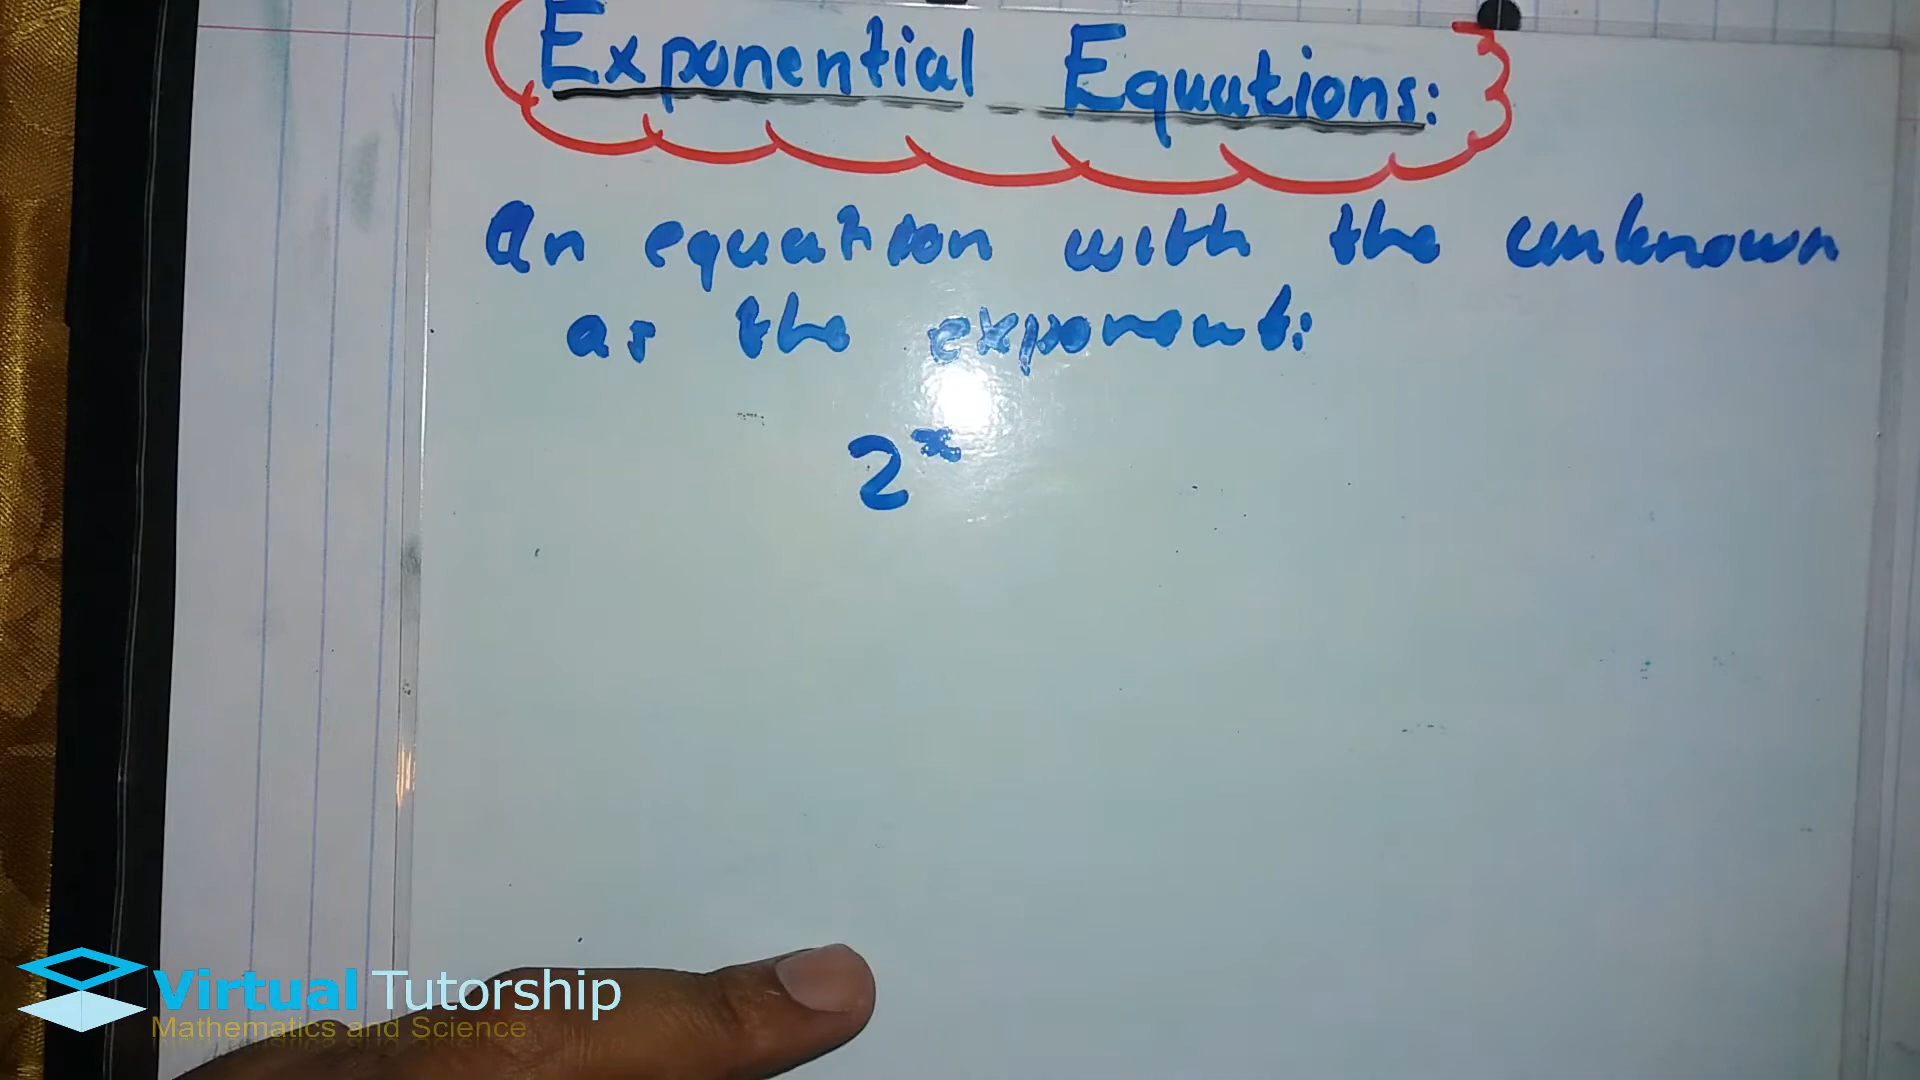 Exponential Equations:
An equation with the unknown
as the exponent:
2^x
Virtual Tutorship
Mathematics and Science